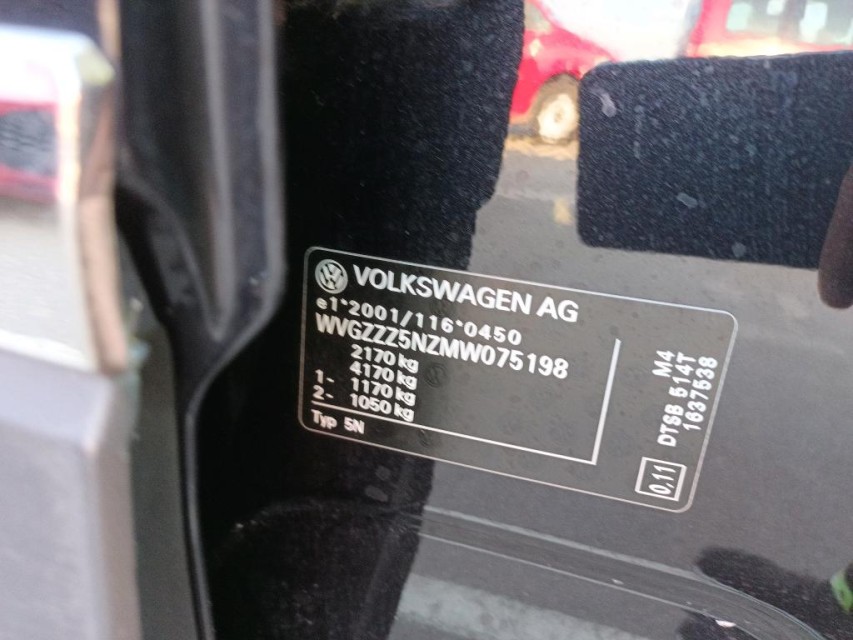 VOLKSWAGEN AG
e1*2001/116*0450
WVGZZZ5NZMW075198
2170 kg
4170 kg
1- 1170 kg
2- 1050 kg
Typ 5N
M4
DTSB 514T
1637538
0,11